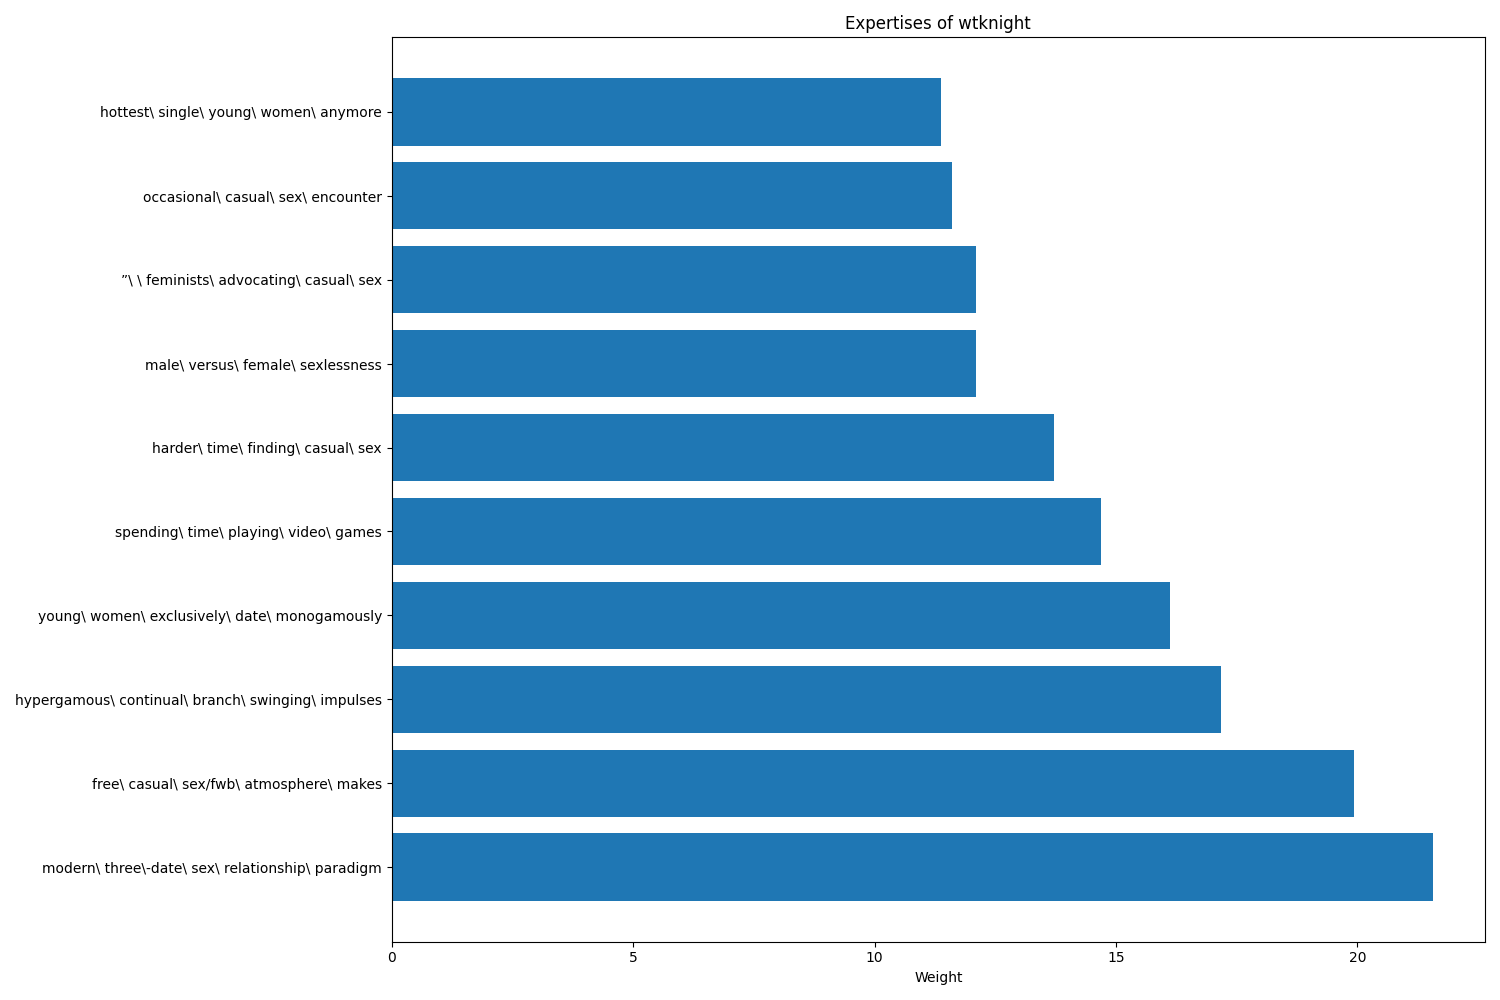 Expertises of wtknight
hottest\ single\ young\ women\ anymore
occasional\ casual\ sex\ encounter
”\ \ feminists\ advocating\ casual\ sex
male\ versus\ female\ sexlessness
harder\ time\ finding\ casual\ sex
spending\ time\ playing\ video\ games
young\ women\ exclusively\ date\ monogamously
hypergamous\ continual\ branch\ swinging\ impulses
free\ casual\ sex/fwb\ atmosphere\ makes
modern\ three\-date\ sex\ relationship\ paradigm
0 5 10 15 20
Weight